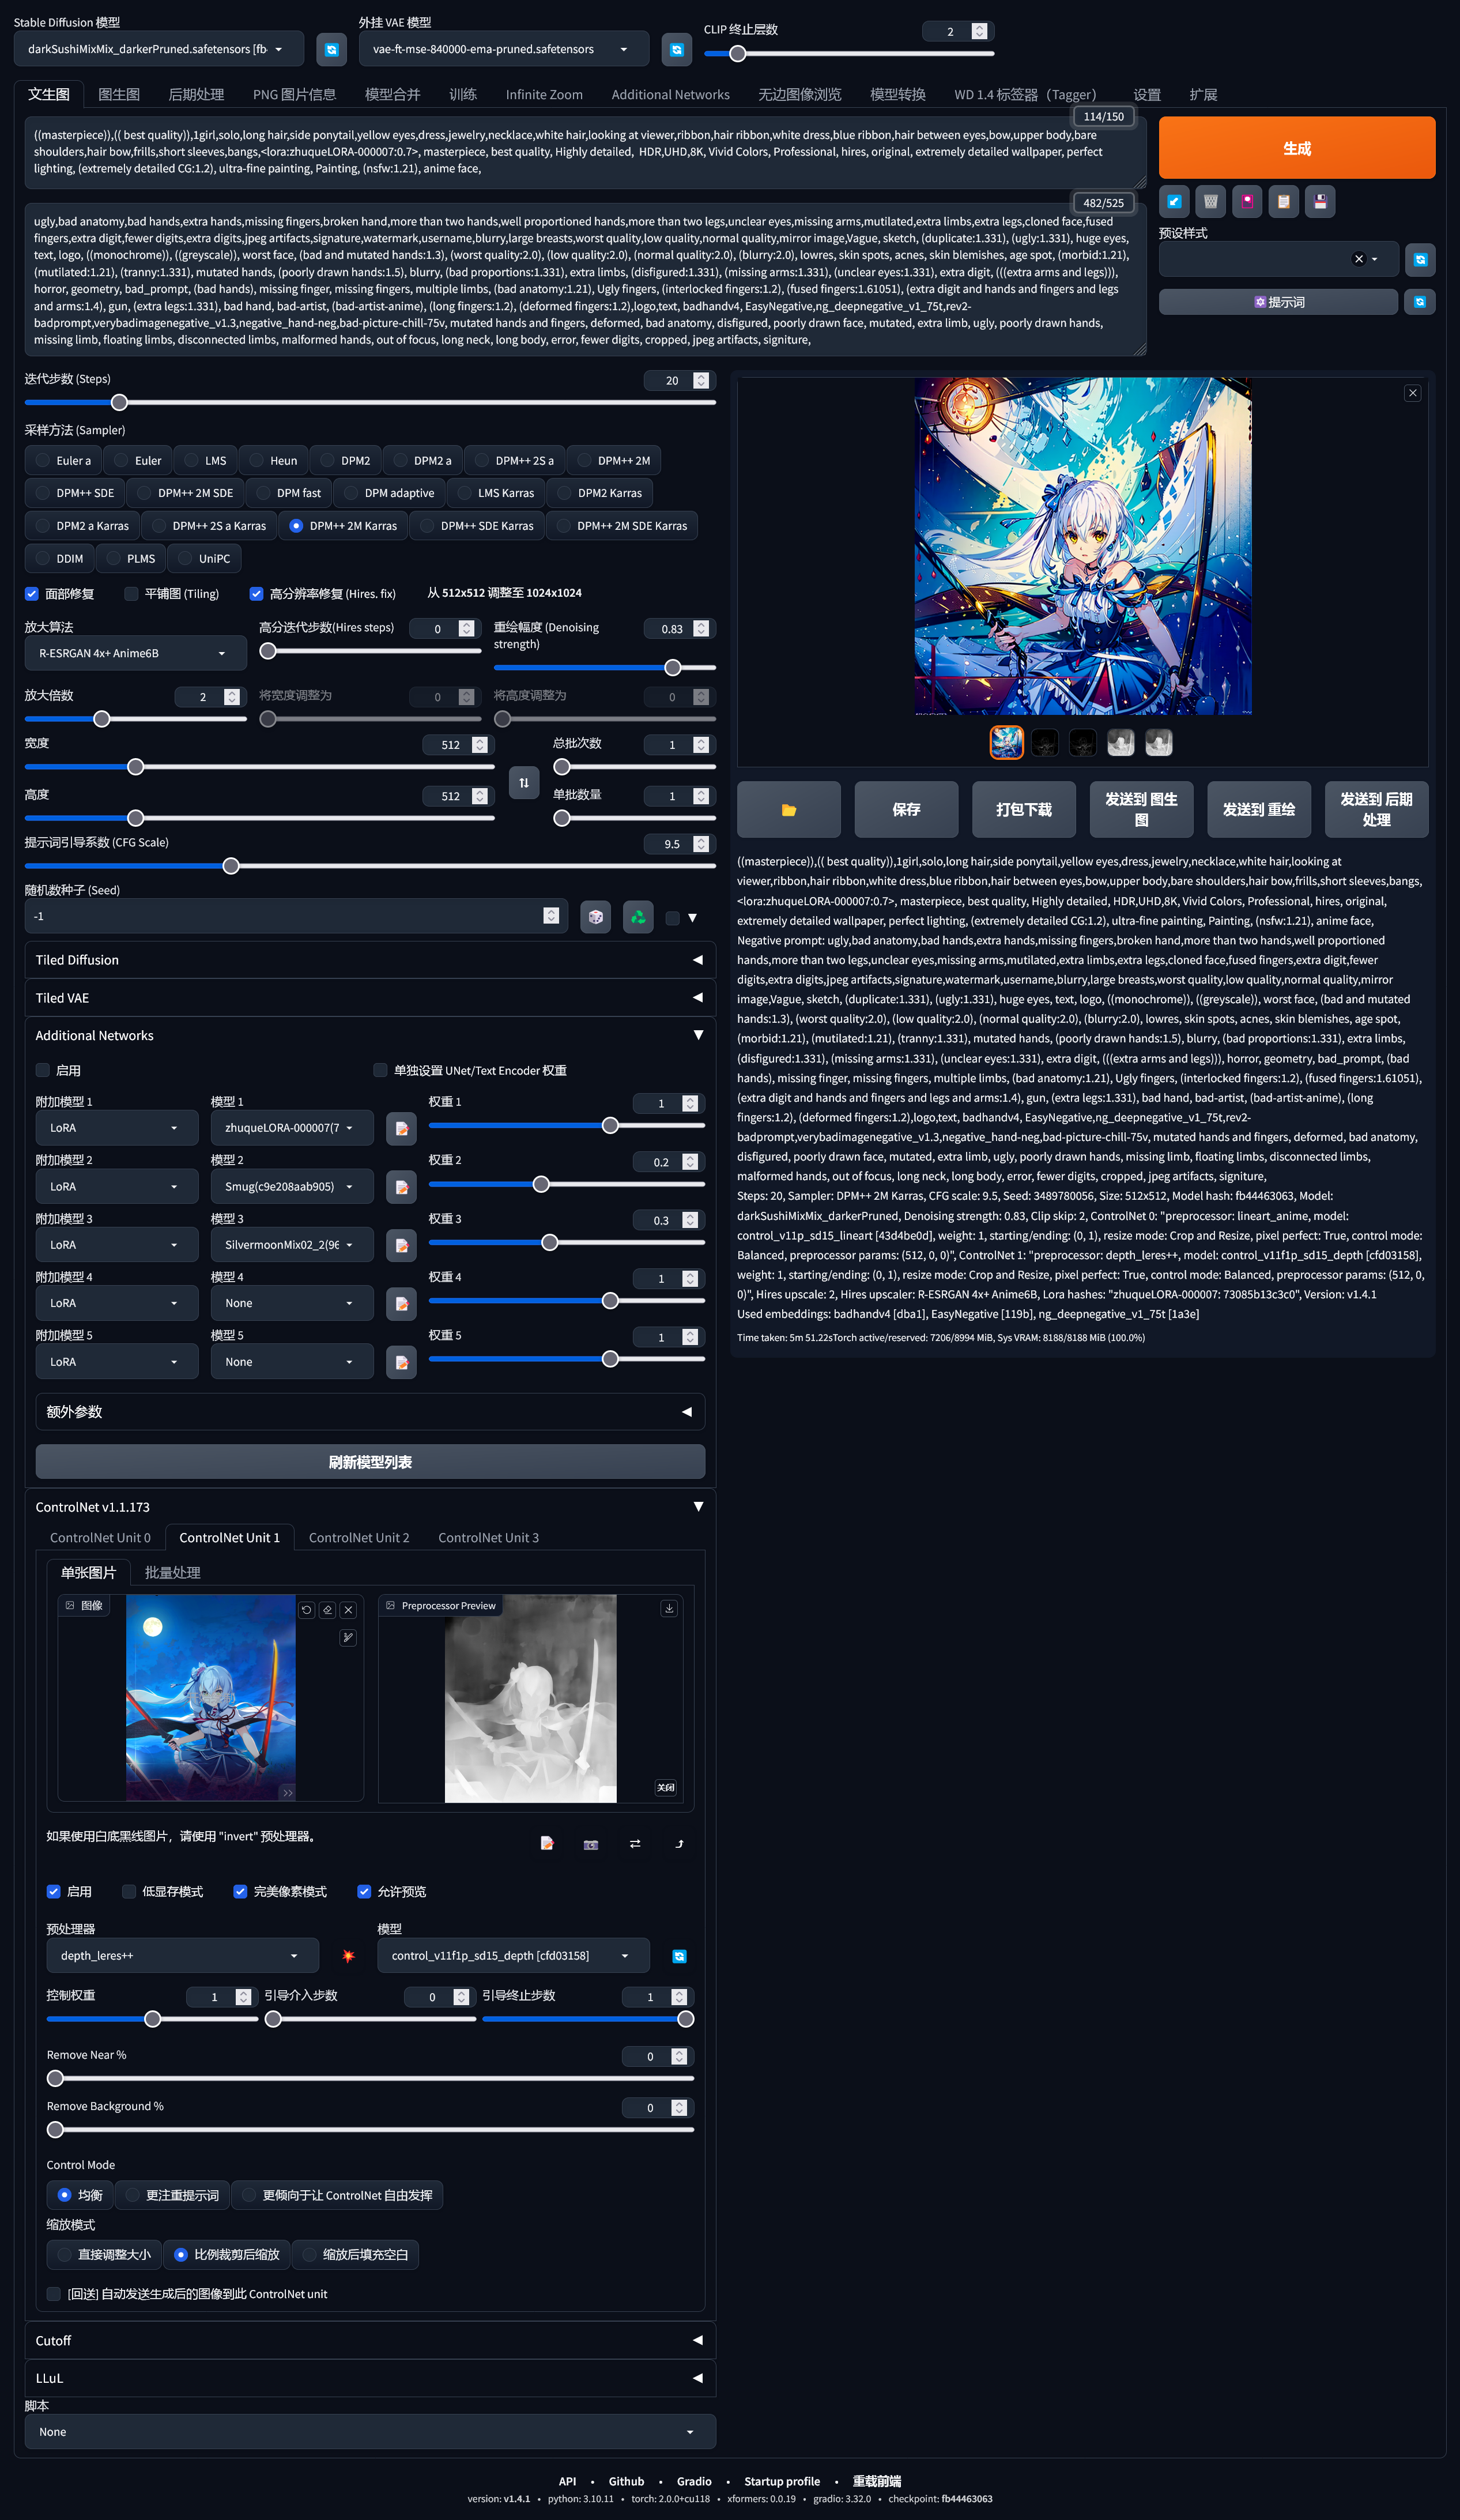 Stable Diffusion 模型
外挂 VAE 模型
CLIP 终止层数
2
darkSushiMixMix_darkerPruned.safetensors [fb
vae-ft-mse-840000-ema-pruned.safetensors
文生图 图生图 后期处理 PNG 图片信息 模型合并 训练 Infinite Zoom Additional Networks 无边图像浏览 模型转换 WD 1.4 标签器（Tagger） 设置 扩展
114/150
((masterpiece)),(( best quality)),1girl,solo,long hair,side ponytail,yellow eyes,dress,jewelry,necklace,white hair,looking at viewer,ribbon,hair ribbon,white dress,blue ribbon,hair between eyes,bow,upper body,bare
shoulders,hair bow,frills,short sleeves,bangs,<lora:zhuqueLORA-000007:0.7>, masterpiece, best quality, Highly detailed,  HDR,UHD,8K, Vivid Colors, Professional, hires, original, extremely detailed wallpaper, perfect
lighting, (extremely detailed CG:1.2), ultra-fine painting, Painting, (nsfw:1.21), anime face,
生成
482/525
ugly,bad anatomy,bad hands,extra hands,missing fingers,broken hand,more than two hands,well proportioned hands,more than two legs,unclear eyes,missing arms,mutilated,extra limbs,extra legs,cloned face,fused
fingers,extra digit,fewer digits,extra digits,jpeg artifacts,signature,watermark,username,blurry,large breasts,worst quality,low quality,normal quality,mirror image,Vague, sketch, (duplicate:1.331), (ugly:1.331), huge eyes,
text, logo, ((monochrome)), ((greyscale)), worst face, (bad and mutated hands:1.3), (worst quality:2.0), (low quality:2.0), (normal quality:2.0), (blurry:2.0), lowres, skin spots, acnes, skin blemishes, age spot, (morbid:1.21),
(mutilated:1.21), (tranny:1.331), mutated hands, (poorly drawn hands:1.5), blurry, (bad proportions:1.331), extra limbs, (disfigured:1.331), (missing arms:1.331), (unclear eyes:1.331), extra digit, (((extra arms and legs))),
horror, geometry, bad_prompt, (bad hands), missing finger, missing fingers, multiple limbs, (bad anatomy:1.21), Ugly fingers, (interlocked fingers:1.2), (fused fingers:1.61051), (extra digit and hands and fingers and legs
and arms:1.4), gun, (extra legs:1.331), bad hand, bad-artist, (bad-artist-anime), (long fingers:1.2), (deformed fingers:1.2),logo,text, badhandv4, EasyNegative,ng_deepnegative_v1_75t,rev2-
badprompt,verybadimagenegative_v1.3,negative_hand-neg,bad-picture-chill-75v, mutated hands and fingers, deformed, bad anatomy, disfigured, poorly drawn face, mutated, extra limb, ugly, poorly drawn hands,
missing limb, floating limbs, disconnected limbs, malformed hands, out of focus, long neck, long body, error, fewer digits, cropped, jpeg artifacts, signiture,
预设样式
提示词
迭代步数 (Steps)
20
采样方法 (Sampler)
Euler a Euler LMS Heun DPM2 DPM2 a DPM++ 2S a DPM++ 2M
DPM++ SDE DPM++ 2M SDE DPM fast DPM adaptive LMS Karras DPM2 Karras
DPM2 a Karras DPM++ 2S a Karras DPM++ 2M Karras DPM++ SDE Karras DPM++ 2M SDE Karras
DDIM PLMS UniPC
面部修复 平铺图 (Tiling) 高分辨率修复 (Hires. fix) 从 512x512 调整至 1024x1024
放大算法
R-ESRGAN 4x+ Anime6B
高分迭代步数(Hires steps)
0
重绘幅度 (Denoising
strength)
0.83
放大倍数
2
将宽度调整为
0
将高度调整为
0
宽度
512
总批次数
1
高度
512
单批数量
1
提示词引导系数 (CFG Scale)
9.5
随机数种子 (Seed)
-1
Tiled Diffusion
Tiled VAE
Additional Networks
启用
单独设置 UNet/Text Encoder 权重
附加模型 1 模型 1 权重 1 1
LoRA zhuqueLORA-000007(7
附加模型 2 模型 2 权重 2 0.2
LoRA Smug(c9e208aab905)
附加模型 3 模型 3 权重 3 0.3
LoRA SilvermoonMix02_2(96
附加模型 4 模型 4 权重 4 1
LoRA None
附加模型 5 模型 5 权重 5 1
LoRA None
额外参数
刷新模型列表
ControlNet v1.1.173
ControlNet Unit 0 ControlNet Unit 1 ControlNet Unit 2 ControlNet Unit 3
单张图片 批量处理
图像
Preprocessor Preview
关闭
如果使用白底黑线图片，请使用 "invert" 预处理器。
启用 低显存模式 完美像素模式 允许预览
预处理器
depth_leres++
模型
control_v11f1p_sd15_depth [cfd03158]
控制权重 1 引导介入步数 0 引导终止步数 1
Remove Near %
0
Remove Background %
0
Control Mode
均衡 更注重提示词 更倾向于让 ControlNet 自由发挥
缩放模式
直接调整大小 比例裁剪后缩放 缩放后填充空白
[回送] 自动发送生成后的图像到此 ControlNet unit
Cutoff
LLuL
脚本
None
保存 打包下载 发送到 图生图 发送到 重绘 发送到 后期处理
((masterpiece)),(( best quality)),1girl,solo,long hair,side ponytail,yellow eyes,dress,jewelry,necklace,white hair,looking at
viewer,ribbon,hair ribbon,white dress,blue ribbon,hair between eyes,bow,upper body,bare shoulders,hair bow,frills,short sleeves,bangs,
<lora:zhuqueLORA-000007:0.7>, masterpiece, best quality, Highly detailed, HDR,UHD,8K, Vivid Colors, Professional, hires, original,
extremely detailed wallpaper, perfect lighting, (extremely detailed CG:1.2), ultra-fine painting, Painting, (nsfw:1.21), anime face,
Negative prompt: ugly,bad anatomy,bad hands,extra hands,missing fingers,broken hand,more than two hands,well proportioned
hands,more than two legs,unclear eyes,missing arms,mutilated,extra limbs,extra legs,cloned face,fused fingers,extra digit,fewer
digits,extra digits,jpeg artifacts,signature,watermark,username,blurry,large breasts,worst quality,low quality,normal quality,mirror
image,Vague, sketch, (duplicate:1.331), (ugly:1.331), huge eyes, text, logo, ((monochrome)), ((greyscale)), worst face, (bad and mutated
hands:1.3), (worst quality:2.0), (low quality:2.0), (normal quality:2.0), (blurry:2.0), lowres, skin spots, acnes, skin blemishes, age spot,
(morbid:1.21), (mutilated:1.21), (tranny:1.331), mutated hands, (poorly drawn hands:1.5), blurry, (bad proportions:1.331), extra limbs,
(disfigured:1.331), (missing arms:1.331), (unclear eyes:1.331), extra digit, (((extra arms and legs))), horror, geometry, bad_prompt, (bad
hands), missing finger, missing fingers, multiple limbs, (bad anatomy:1.21), Ugly fingers, (interlocked fingers:1.2), (fused fingers:1.61051),
(extra digit and hands and fingers and legs and arms:1.4), gun, (extra legs:1.331), bad hand, bad-artist, (bad-artist-anime), (long
fingers:1.2), (deformed fingers:1.2),logo,text, badhandv4, EasyNegative,ng_deepnegative_v1_75t,rev2-
badprompt,verybadimagenegative_v1.3,negative_hand-neg,bad-picture-chill-75v, mutated hands and fingers, deformed, bad anatomy,
disfigured, poorly drawn face, mutated, extra limb, ugly, poorly drawn hands, missing limb, floating limbs, disconnected limbs,
malformed hands, out of focus, long neck, long body, error, fewer digits, cropped, jpeg artifacts, signiture,
Steps: 20, Sampler: DPM++ 2M Karras, CFG scale: 9.5, Seed: 3489780056, Size: 512x512, Model hash: fb44463063, Model:
darkSushiMixMix_darkerPruned, Denoising strength: 0.83, Clip skip: 2, ControlNet 0: "preprocessor: lineart_anime, model:
control_v11p_sd15_lineart [43d4be0d], weight: 1, starting/ending: (0, 1), resize mode: Crop and Resize, pixel perfect: True, control mode:
Balanced, preprocessor params: (512, 0, 0)", ControlNet 1: "preprocessor: depth_leres++, model: control_v11f1p_sd15_depth [cfd03158],
weight: 1, starting/ending: (0, 1), resize mode: Crop and Resize, pixel perfect: True, control mode: Balanced, preprocessor params: (512, 0,
0)", Hires upscale: 2, Hires upscaler: R-ESRGAN 4x+ Anime6B, Lora hashes: "zhuqueLORA-000007: 73085b13c3c0", Version: v1.4.1
Used embeddings: badhandv4 [dba1], EasyNegative [119b], ng_deepnegative_v1_75t [1a3e]
Time taken: 5m 51.22sTorch active/reserved: 7206/8994 MiB, Sys VRAM: 8188/8188 MiB (100.0%)
API • Github • Gradio • Startup profile • 重载前端
version: v1.4.1 • python: 3.10.11 • torch: 2.0.0+cu118 • xformers: 0.0.19 • gradio: 3.32.0 • checkpoint: fb44463063